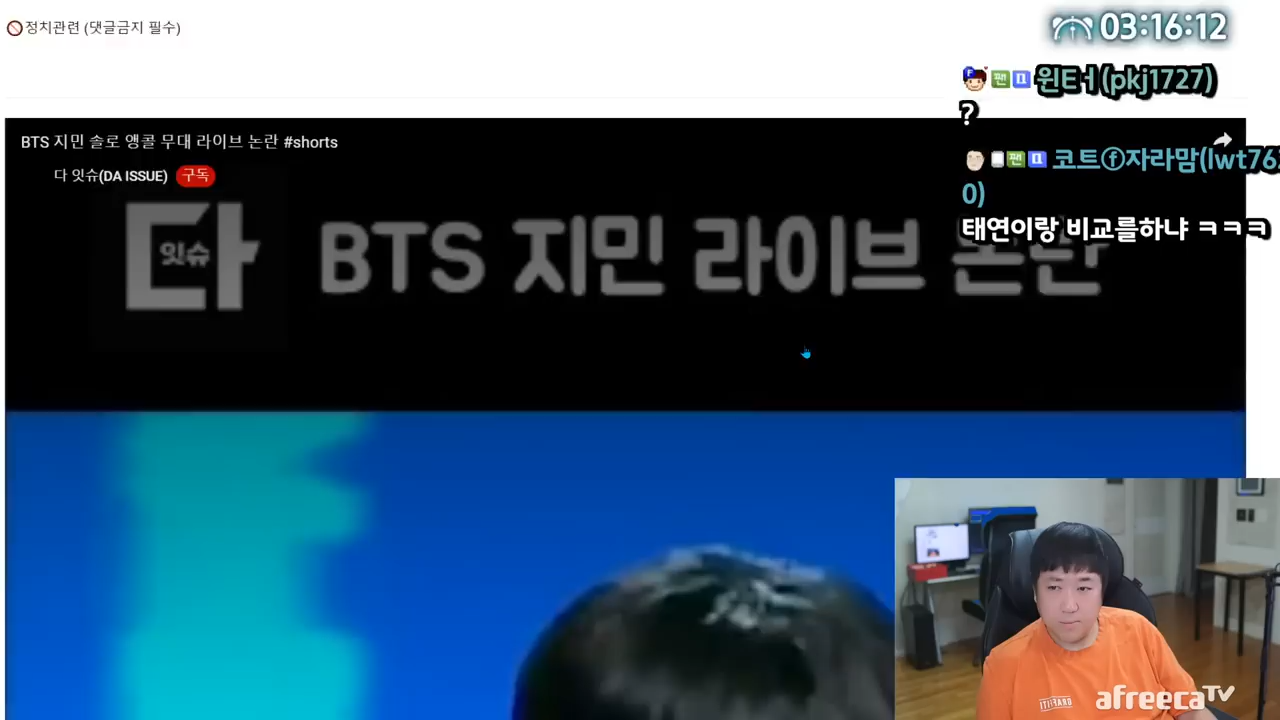 정치관련 (댓글금지 필수)
03:16:12
F 팬 n 윈터(pkj1727)
?
팬 n 코트ⓕ자라맘(lwt76
0)
태연이랑 비교를하냐 ㅋㅋㅋ
BTS 지민 솔로 앵콜 무대 라이브 논란 #shorts
다 잇슈(DA ISSUE) 구독
다 잇슈 BTS 지민 라이브 논란
afreecaTV